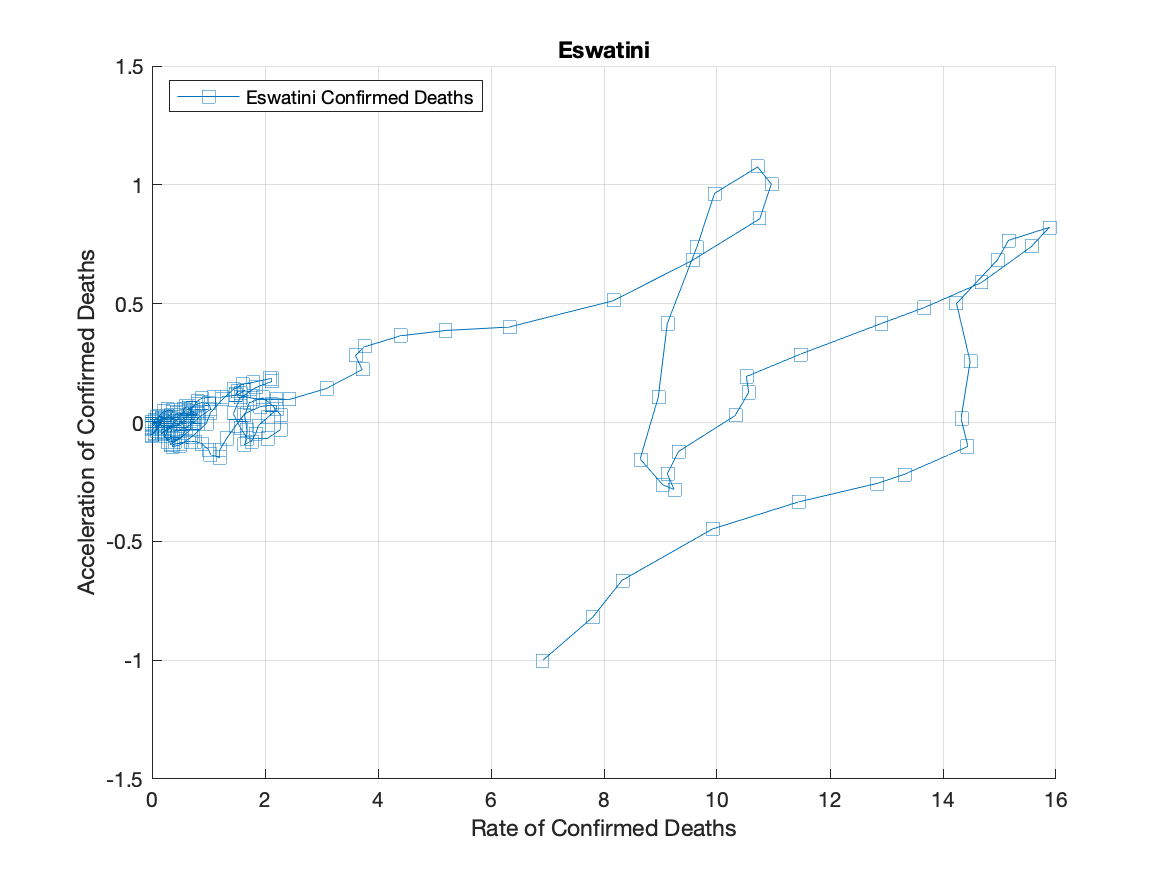 Eswatini
Eswatini Confirmed Deaths
1.5
1
0.5
0
-0.5
-1
-1.5
Acceleration of Confirmed Deaths
0 2 4 6 8 10 12 14 16
Rate of Confirmed Deaths